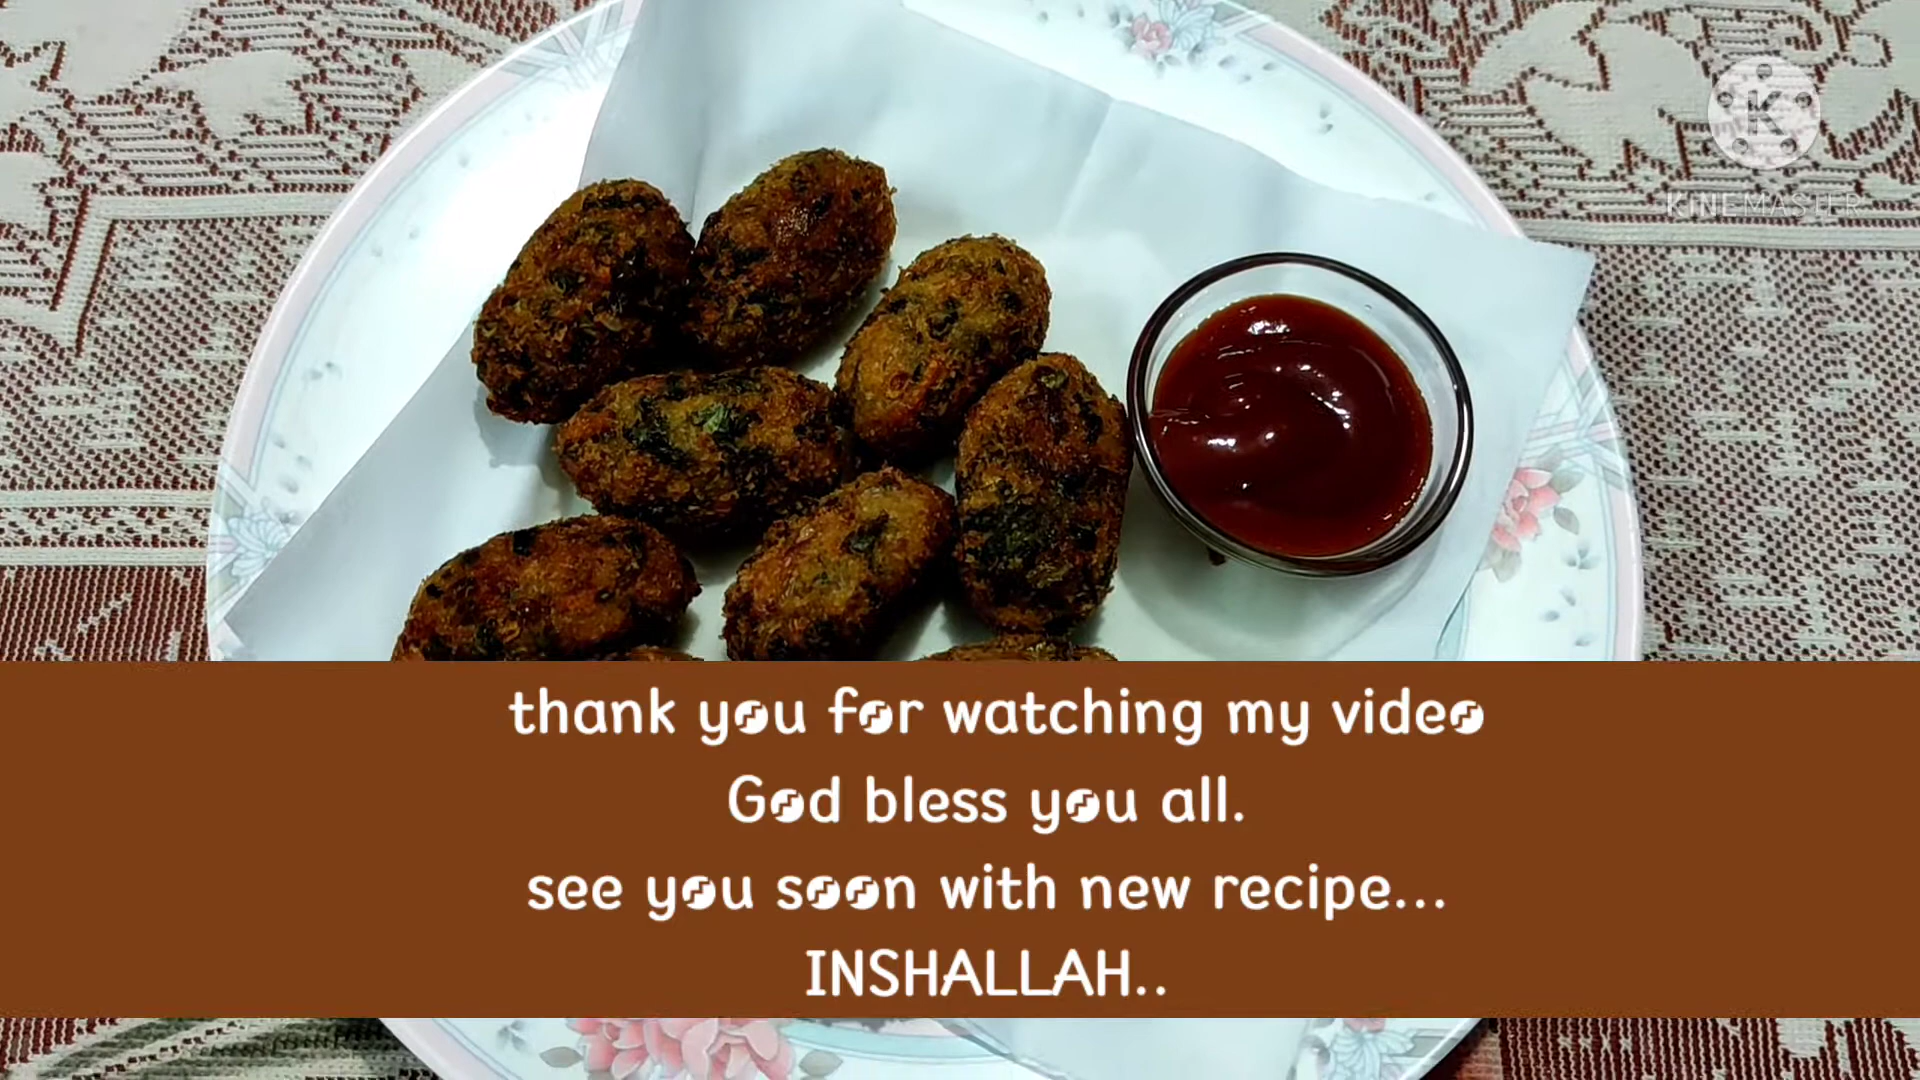 K
KINEMASTER
thank you for watching my video
God bless you all.
see you soon with new recipe...
INSHALLAH..